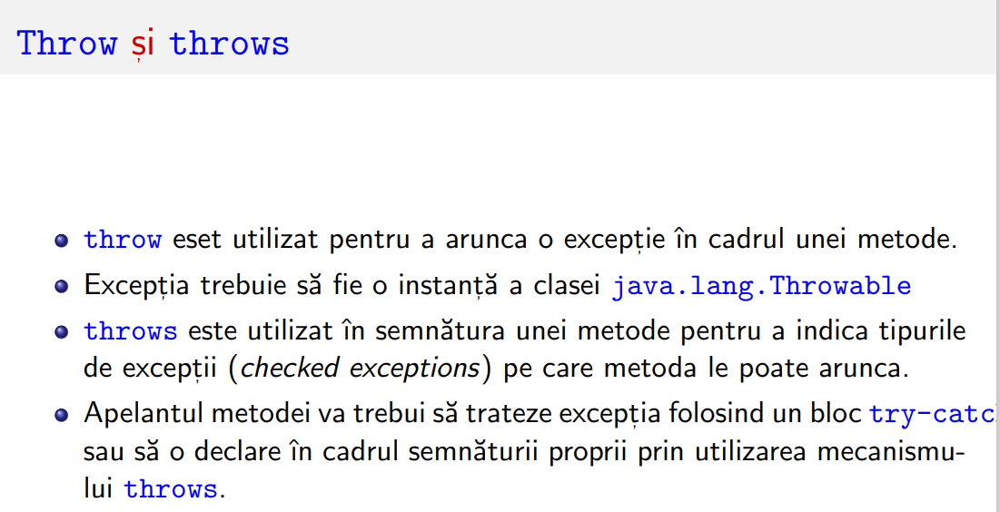 Throw și throws
throw eset utilizat pentru a arunca o excepție în cadrul unei metode.
Excepția trebuie să fie o instanță a clasei java.lang.Throwable
throws este utilizat în semnătura unei metode pentru a indica tipurile
de excepții (checked exceptions) pe care metoda le poate arunca.
Apelantul metodei va trebui să trateze excepția folosind un bloc try-catc
sau să o declare în cadrul semnăturii proprii prin utilizarea mecanismu-
lui throws.